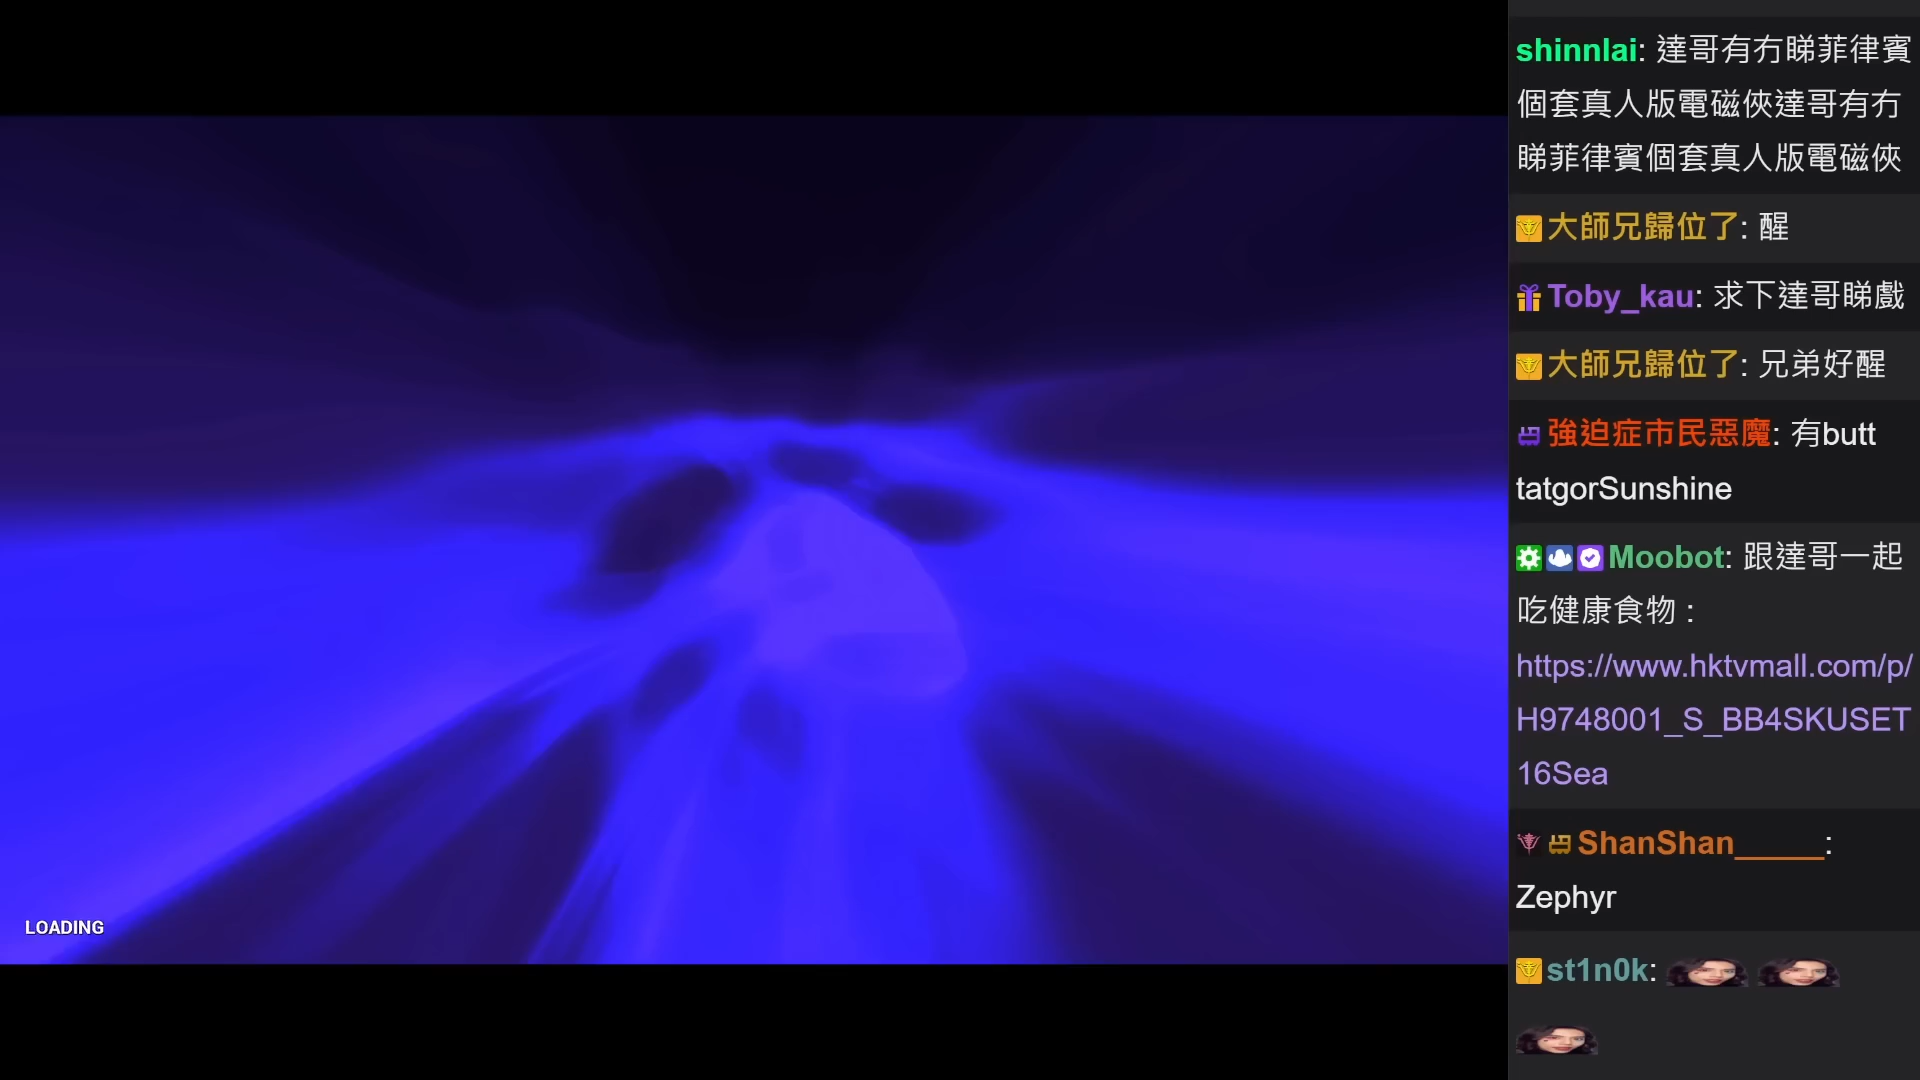 shinnlai: 達哥有冇睇菲律賓
個套真人版電磁俠達哥有冇
睇菲律賓個套真人版電磁俠
大師兄歸位了: 醒
Toby_kau: 求下達哥睇戲
大師兄歸位了: 兄弟好醒
強迫症市民惡魔: 有butt
tatgorSunshine
Moobot: 跟達哥一起
吃健康食物 :
https://www.hktvmall.com/p/
H9748001_S_BB4SKUSET
16Sea
ShanShan_____:
Zephyr
st1n0k:
LOADING